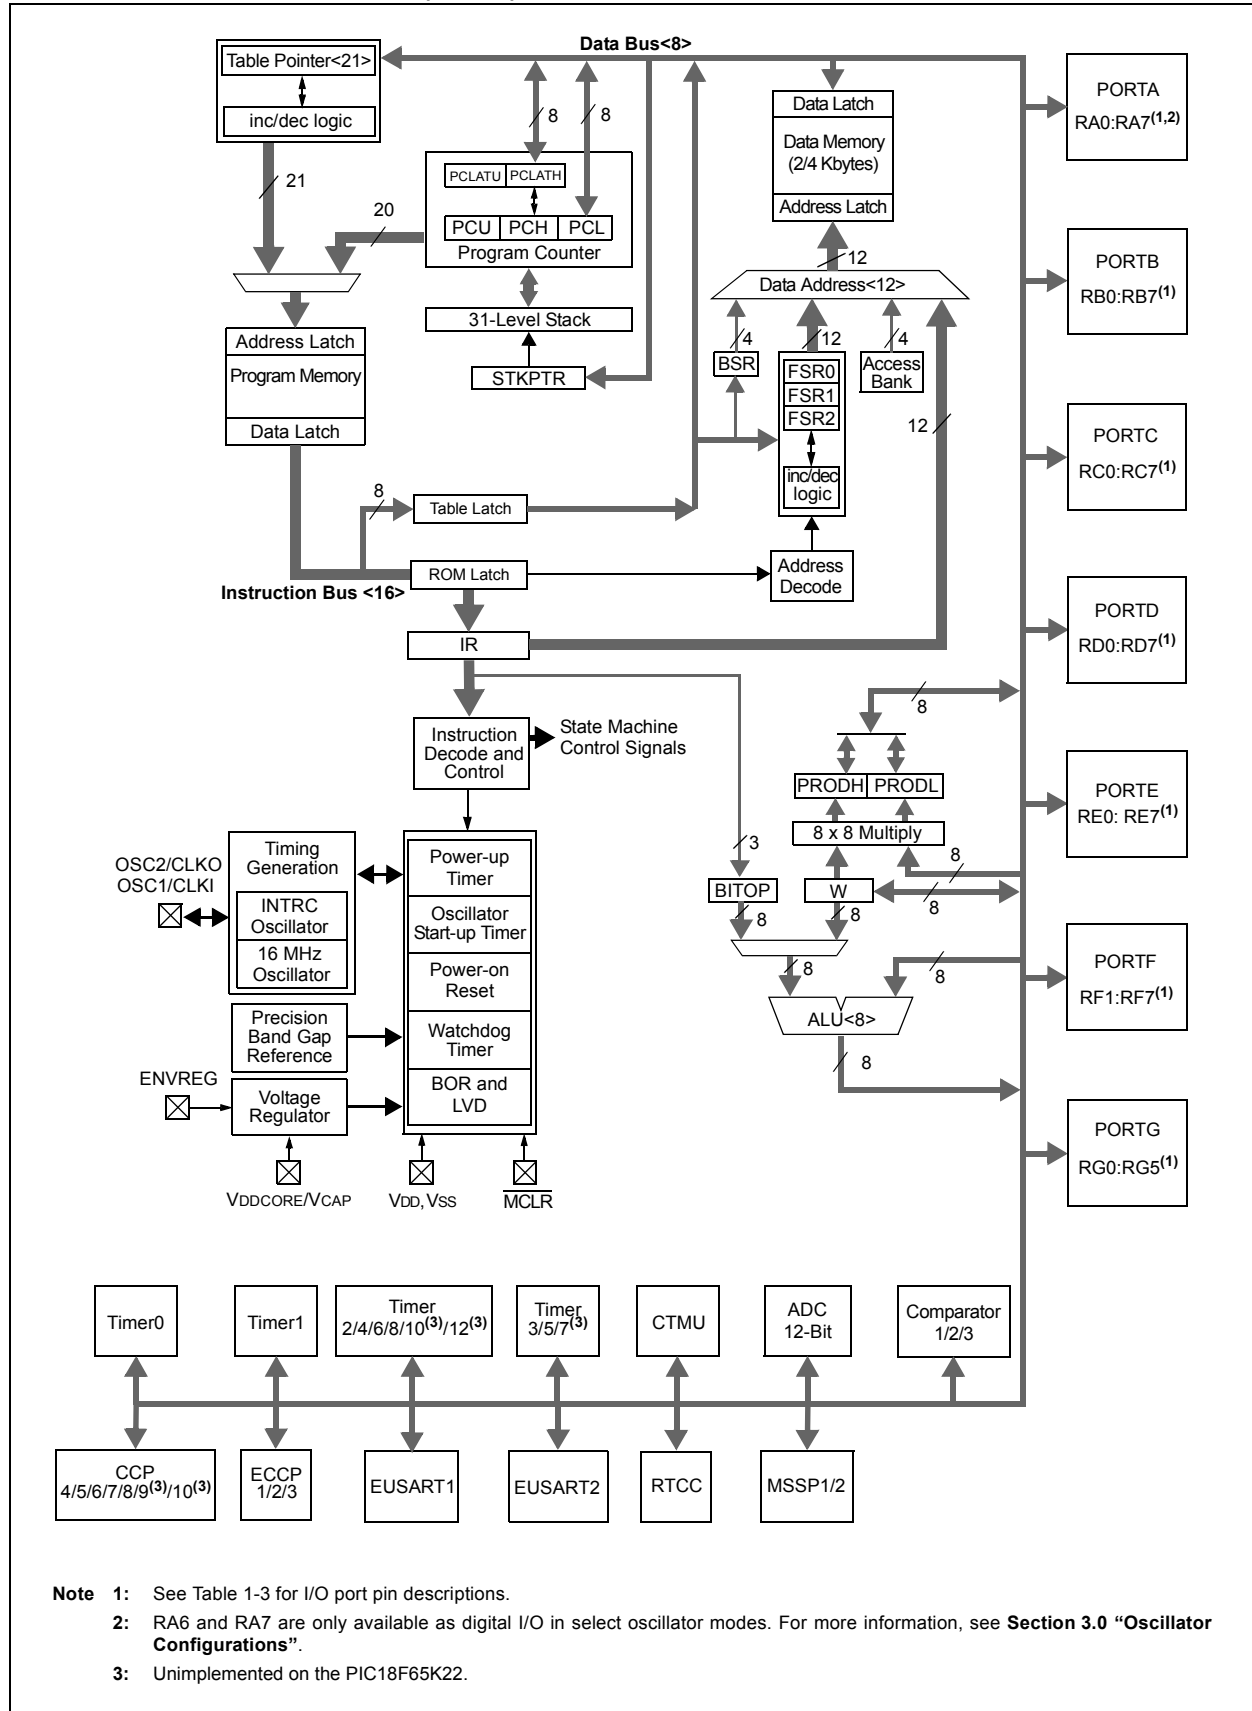 Data Bus<8>
Table Pointer<21>
inc/dec logic
21
20
8
8
PCLATU PCLATH
PCU PCH PCL
Program Counter
31-Level Stack
STKPTR
Address Latch
Program Memory
Data Latch
8
Table Latch
ROM Latch
Instruction Bus <16>
IR
Data Latch
Data Memory
(2/4 Kbytes)
Address Latch
12
Data Address<12>
4
12
4
BSR
FSR0
FSR1
FSR2
inc/dec
logic
Access
Bank
12
Address
Decode
PORTA
RA0:RA7(1,2)
PORTB
RB0:RB7(1)
PORTC
RC0:RC7(1)
PORTD
RD0:RD7(1)
PORTE
RE0: RE7(1)
PORTF
RF1:RF7(1)
PORTG
RG0:RG5(1)
Instruction
Decode and
Control
State Machine
Control Signals
8
PRODH PRODL
8 x 8 Multiply
3
8
BITOP
W
8
8
8
8
8
ALU<8>
8
OSC2/CLKO
OSC1/CLKI
Timing
Generation
INTRC
Oscillator
16 MHz
Oscillator
Power-up
Timer
Oscillator
Start-up Timer
Power-on
Reset
Watchdog
Timer
BOR and
LVD
Precision
Band Gap
Reference
ENVREG
Voltage
Regulator
VDDCORE/VCAP
VDD, VSS
MCLR
Timer0
Timer1
Timer
2/4/6/8/10(3)/12(3)
Timer
3/5/7(3)
CTMU
ADC
12-Bit
Comparator
1/2/3
CCP
4/5/6/7/8/9(3)/10(3)
ECCP
1/2/3
EUSART1
EUSART2
RTCC
MSSP1/2
Note 1: See Table 1-3 for I/O port pin descriptions.
2: RA6 and RA7 are only available as digital I/O in select oscillator modes. For more information, see Section 3.0 “Oscillator
Configurations”.
3: Unimplemented on the PIC18F65K22.